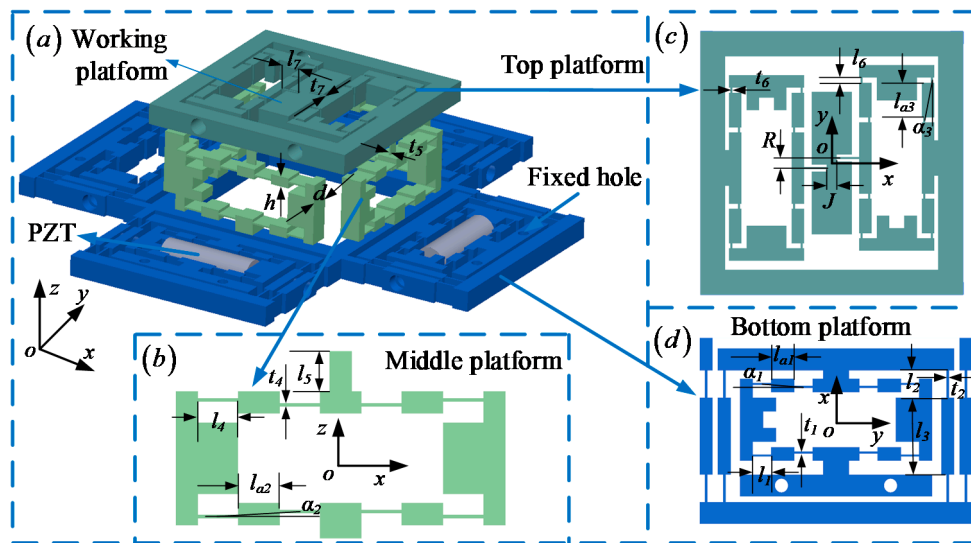 (a)
Working
platform
l7
t7
Top platform
t5
h
d
Fixed hole
PZT
z
y
o
x
(b)
Middle platform
t4
l5
l4
z
o
x
la2
α2
(c)
l6
t6
la3
α3
y
R
o
x
J
(d)
Bottom platform
la1
α1
l2
t2
x
o
y
t1
l3
l1